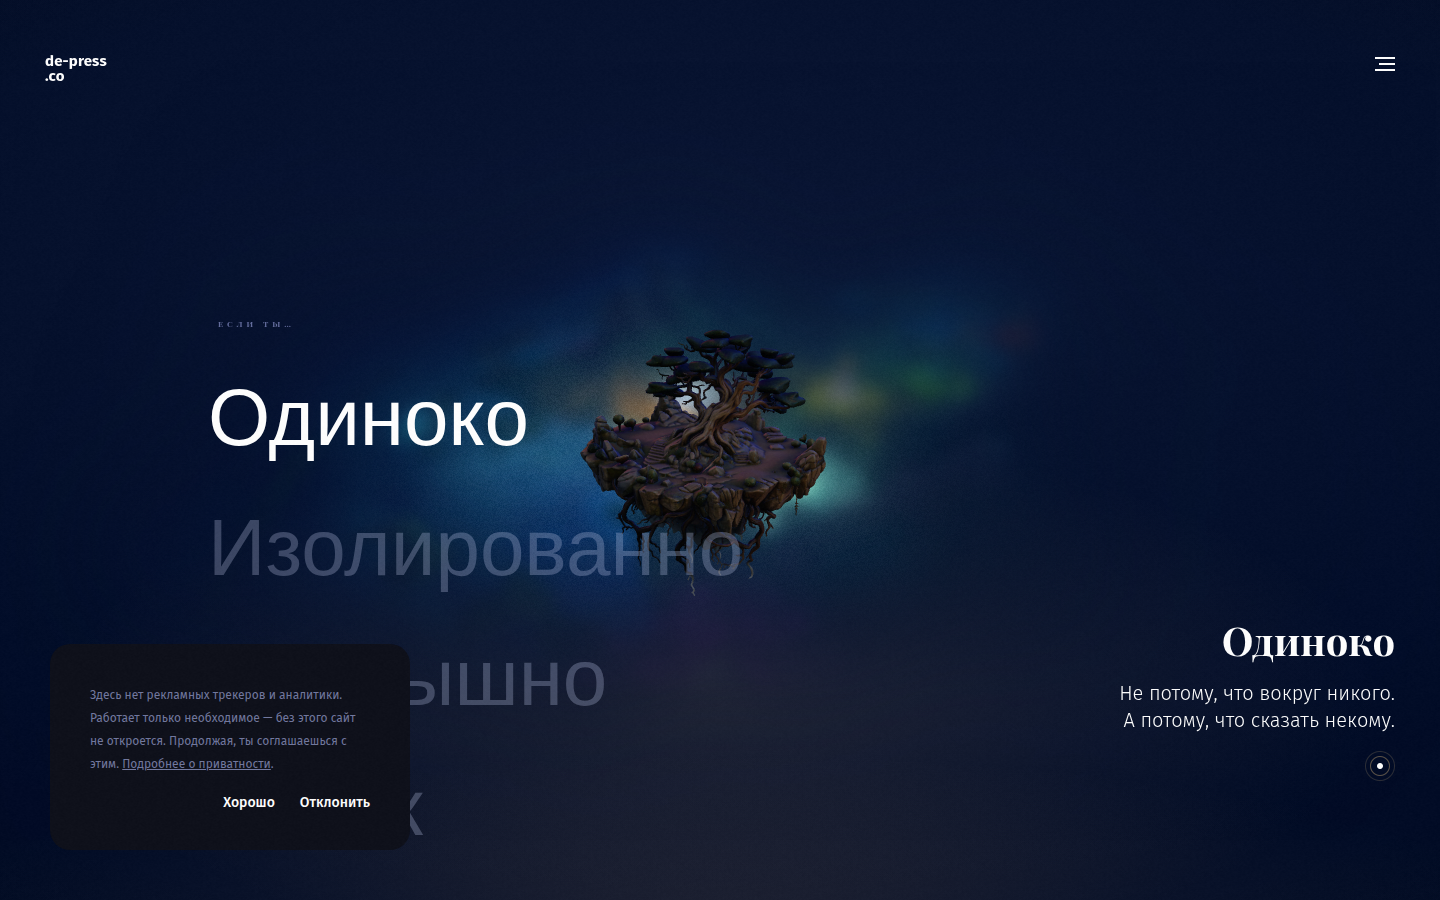 de-press
.co
ЕСЛИ ТЫ...
Одиноко
Изолированно
ышно
Одиноко
Не потому, что вокруг никого.
А потому, что сказать некому.
Здесь нет рекламных трекеров и аналитики.
Работает только необходимое — без этого сайт
не откроется. Продолжая, ты соглашаешься с
этим. Подробнее о приватности.
Хорошо Отклонить